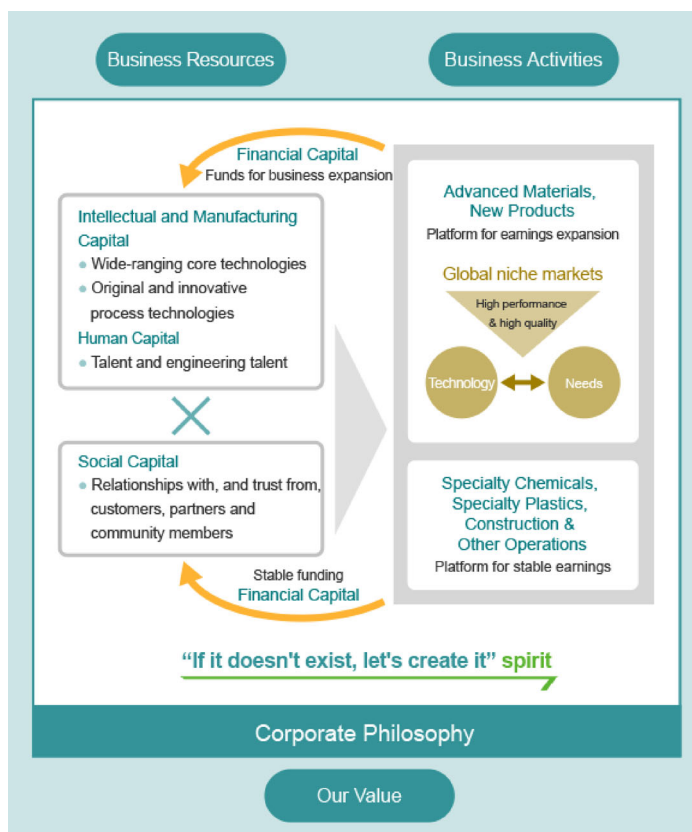 Business Resources
Business Activities
Financial Capital
Funds for business expansion
Intellectual and Manufacturing
Capital
Wide-ranging core technologies
Original and innovative
process technologies
Human Capital
Talent and engineering talent
Social Capital
Relationships with, and trust from,
customers, partners and
community members
Stable funding
Financial Capital
Advanced Materials,
New Products
Platform for earnings expansion
Global niche markets
High performance
& high quality
Technology
Needs
Specialty Chemicals,
Specialty Plastics,
Construction &
Other Operations
Platform for stable earnings
“If it doesn't exist, let's create it” spirit
Corporate Philosophy
Our Value